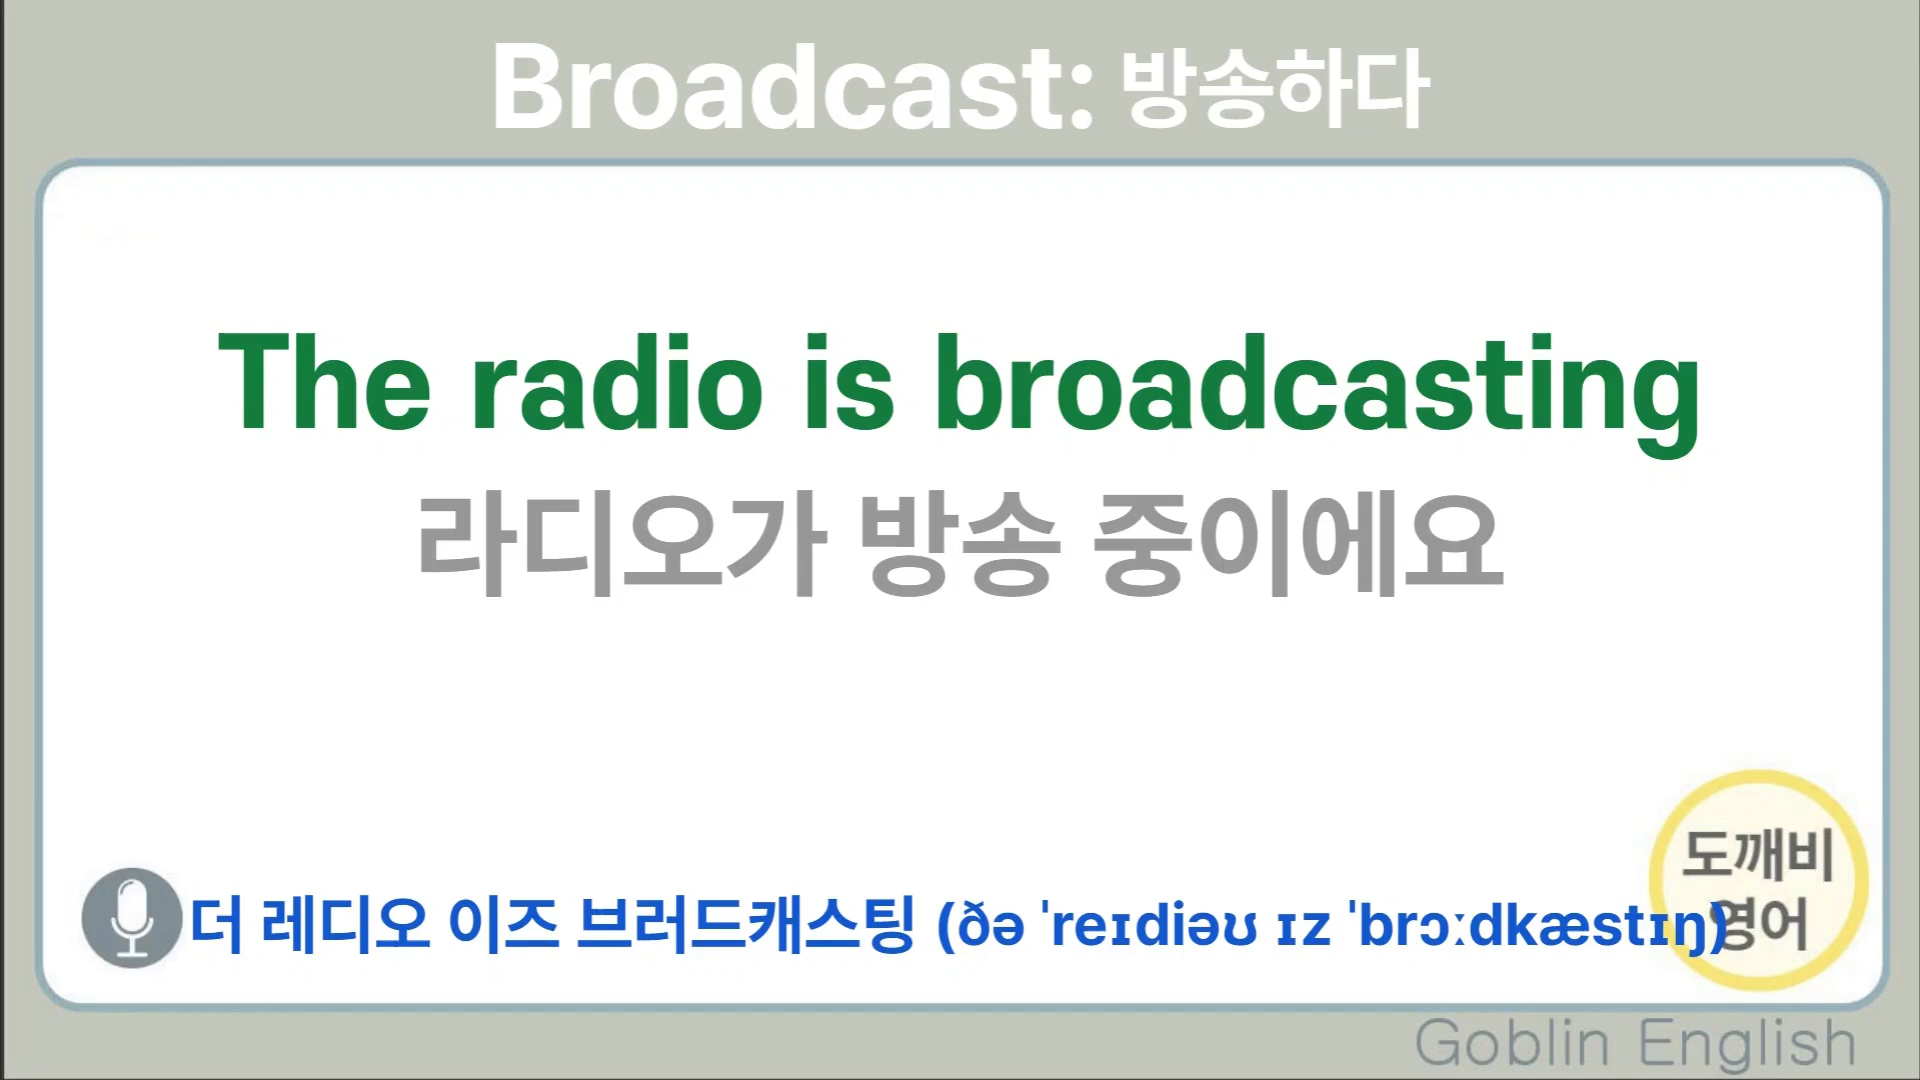 Broadcast: 방송하다
The radio is broadcasting
라디오가 방송 중이에요
더 레디오 이즈 브러드캐스팅 (ðə ˈreɪdiəʊ ɪz ˈbrɔːdkæstɪŋ)
도깨비
영어
Goblin English